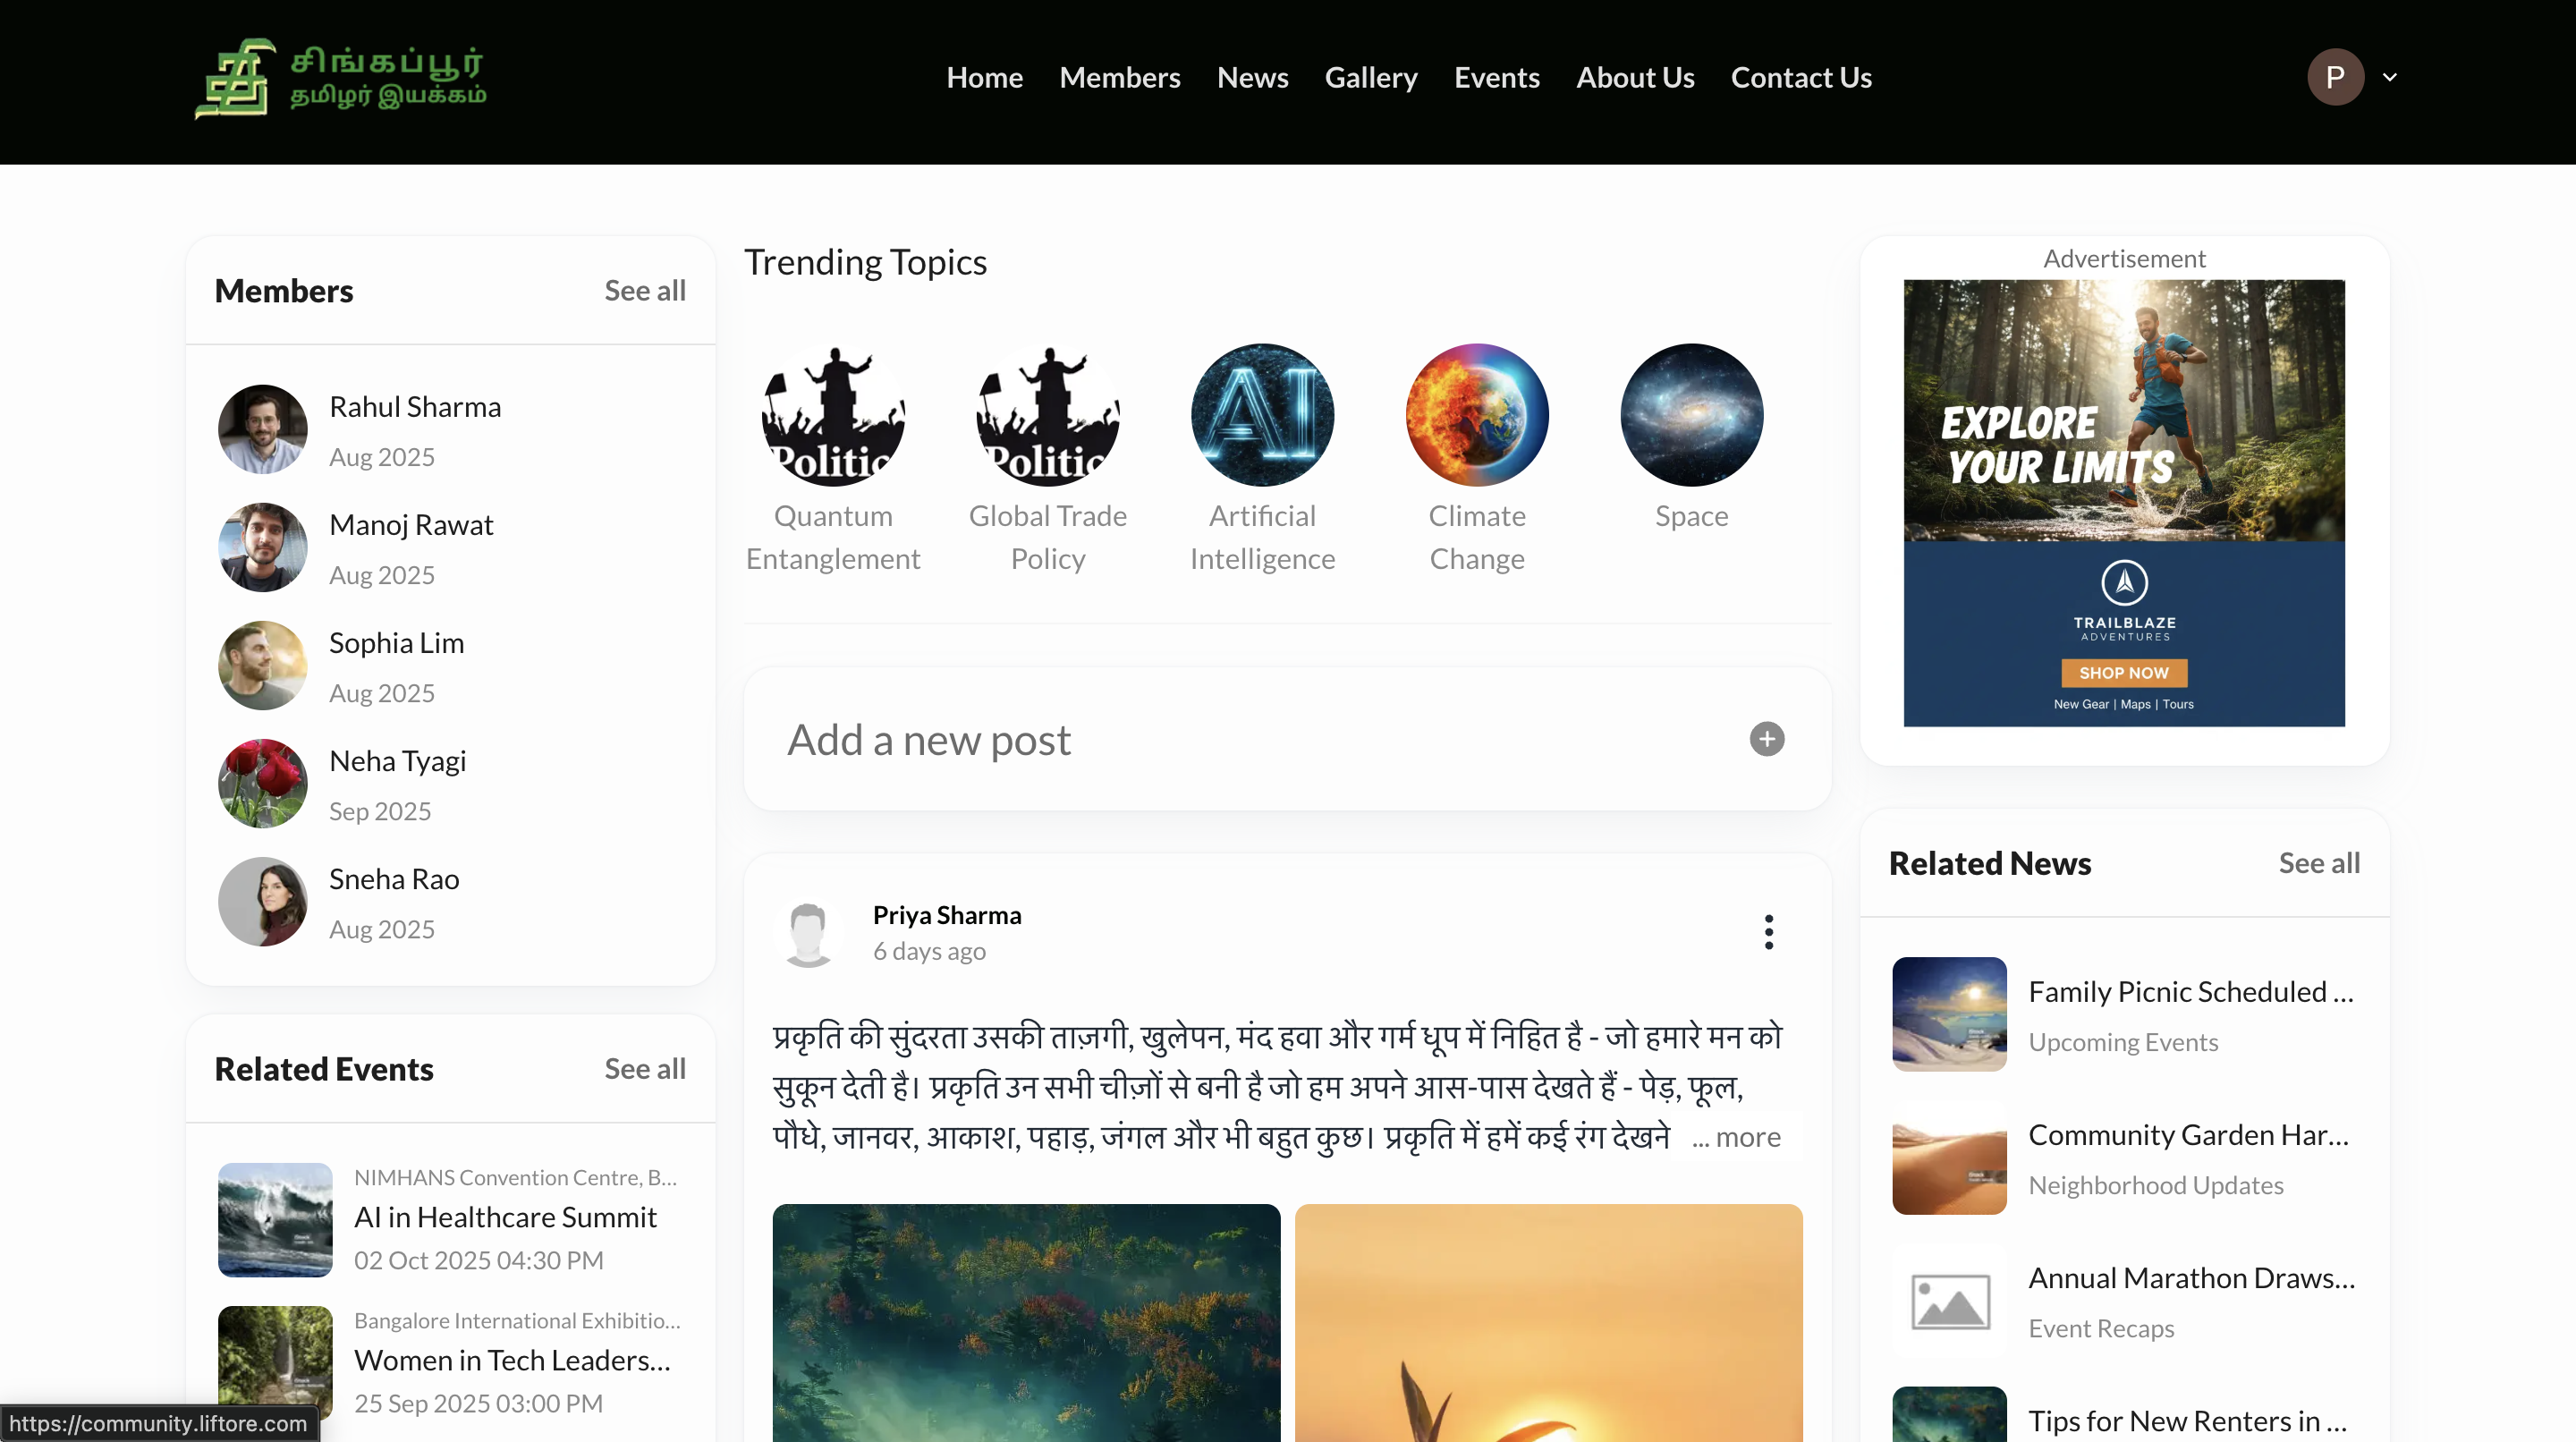 சிங்கப்பூர்
தமிழர் இயக்கம்
Home Members News Gallery Events About Us Contact Us
P
Members See all
Rahul Sharma
Aug 2025
Manoj Rawat
Aug 2025
Sophia Lim
Aug 2025
Neha Tyagi
Sep 2025
Sneha Rao
Aug 2025
Related Events See all
NIMHANS Convention Centre, B...
AI in Healthcare Summit
02 Oct 2025 04:30 PM
Bangalore International Exhibitio...
Women in Tech Leaders...
25 Sep 2025 03:00 PM
https://community.liftore.com
Trending Topics
Politic
Quantum
Entanglement
Politic
Global Trade
Policy
AI
Artificial
Intelligence
Climate
Change
Space
Add a new post
Priya Sharma
6 days ago
प्रकृति की सुंदरता उसकी ताज़गी, खुलेपन, मंद हवा और गर्म धूप में निहित है - जो हमारे मन को
सुकून देती है। प्रकृति उन सभी चीज़ों से बनी है जो हम अपने आस-पास देखते हैं - पेड़, फूल,
पौधे, जानवर, आकाश, पहाड़, जंगल और भी बहुत कुछ। प्रकृति में हमें कई रंग देखने ... more
Advertisement
EXPLORE
YOUR LIMITS
TRAILBLAZE
ADVENTURES
SHOP NOW
New Gear | Maps | Tours
Related News See all
Family Picnic Scheduled ...
Upcoming Events
Community Garden Har...
Neighborhood Updates
Annual Marathon Draws...
Event Recaps
Tips for New Renters in ...